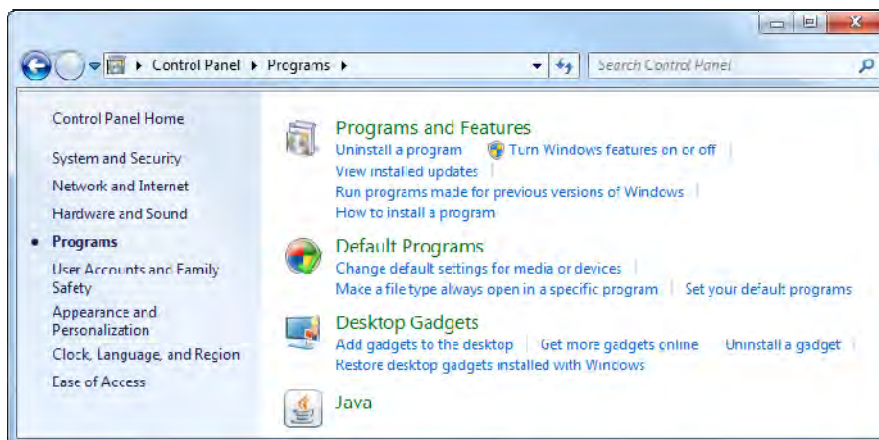 Control Panel Programs
Search Control Panel
Control Panel Home
System and Security
Network and Internet
Hardware and Sound
Programs
User Accounts and Family
Safety
Appearance and
Personalization
Clock, Language, and Region
Ease of Access
Programs and Features
Uninstall a program Turn Windows features on or off
View installed updates
Run programs made for previous versions of Windows
How to install a program
Default Programs
Change default settings for media or devices
Make a file type always open in a specific program Set your default programs
Desktop Gadgets
Add gadgets to the desktop Get more gadgets online Uninstall a gadget
Restore desktop gadgets installed with Windows
Java